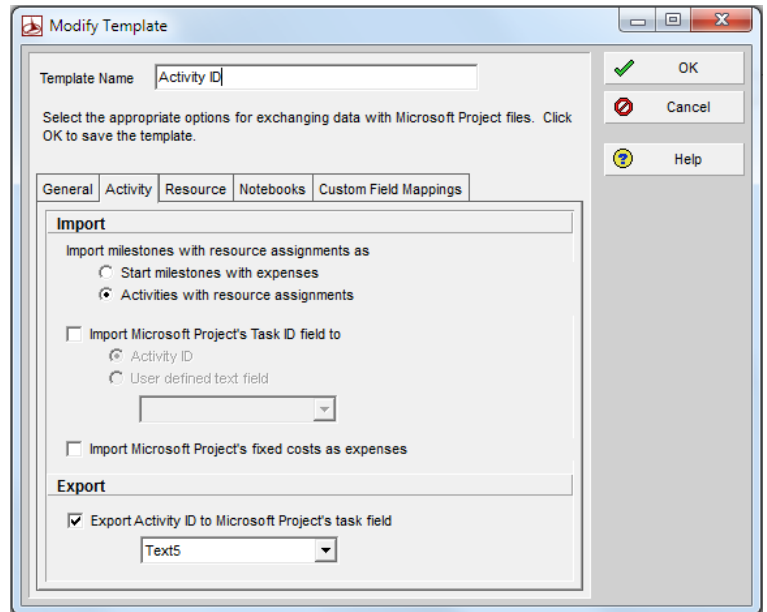 Modify Template
Template Name Activity ID
OK
Select the appropriate options for exchanging data with Microsoft Project files. Click
OK to save the template.
Cancel
Help
General Activity Resource Notebooks Custom Field Mappings
Import
Import milestones with resource assignments as
Start milestones with expenses
Activities with resource assignments
Import Microsoft Project's Task ID field to
Activity ID
User defined text field
Import Microsoft Project's fixed costs as expenses
Export
Export Activity ID to Microsoft Project's task field
Text5